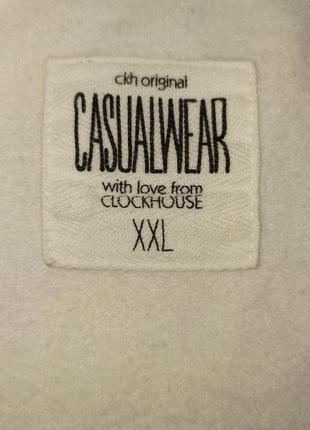 ckh original
CASUALWEAR
with love from
CLOCKHOUSE
XXL